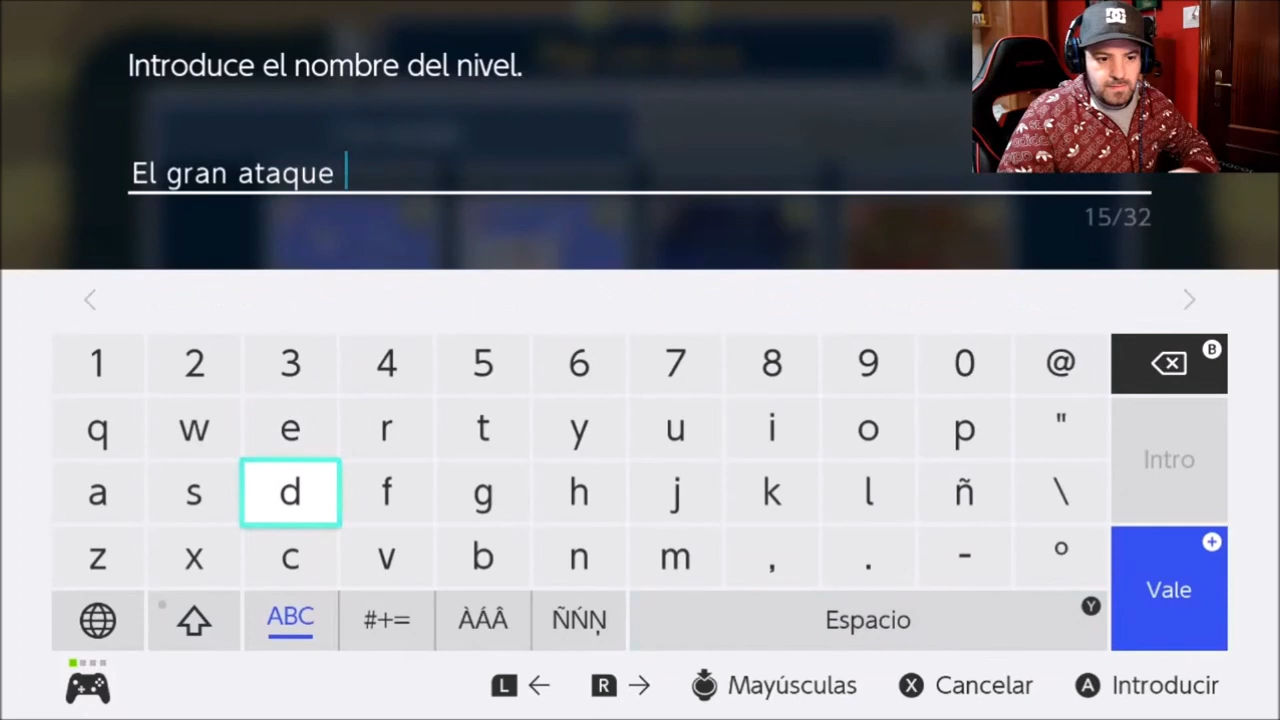 Introduce el nombre del nivel.
El gran ataque
15/32
1 2 3 4 5 6 7 8 9 0 @ B
q w e r t y u i o p " Intro
a s d f g h j k l ñ \
z x c v b n m , . - º + Vale
ABC #+= ÀÁÂ ÑŃŅ Espacio Y
L ← R → Mayúsculas X Cancelar A Introducir